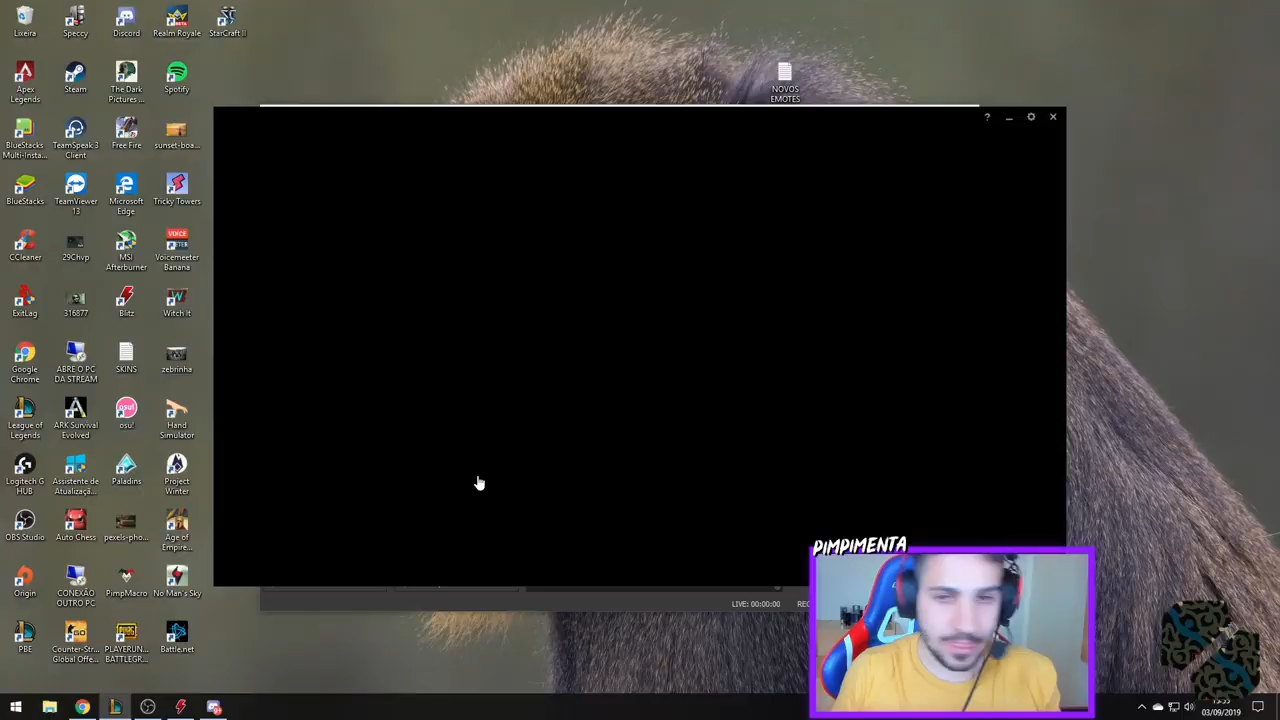 Lixeira
Speccy
Discord
Realm Royale
StarCraft II
Apex
Legends
Steam
The Dark
Pictures ...
Spotify
NOVOS
EMOTES
BlueStacks
Multi-Insta...
TeamSpeak 3
Client
Free Fire
sunset-boa...
?
BlueStacks
TeamViewer
13
Microsoft
Edge
Tricky Towers
CCleaner
29Chvp
MSI
Afterburner
VOICE
Voicemeeter
Banana
ExitLag
316877
Blitz
Witch It
Google
Chrome
ABRE O PC
DA STREAM
SKINS
zebrinha
League of
Legends
ARK Survival
Evolved
osu!
osu!
Hand
Simulator
Logitech G
HUB
Assistente de
Atualizaçã...
Paladins
Project
Winter
OBS Studio
Auto Chess
pexels-pho...
Age of
Empire...
Origin
CONEXÃO
OUTRO PC
PimpMacro
No Man's Sky
PBE
Counter-Str...
Global Offe...
PLAYERUN...
BATTLEGR...
Battle.net
LIVE: 00:00:00
REC
PIMPIMENTA
03/09/2019